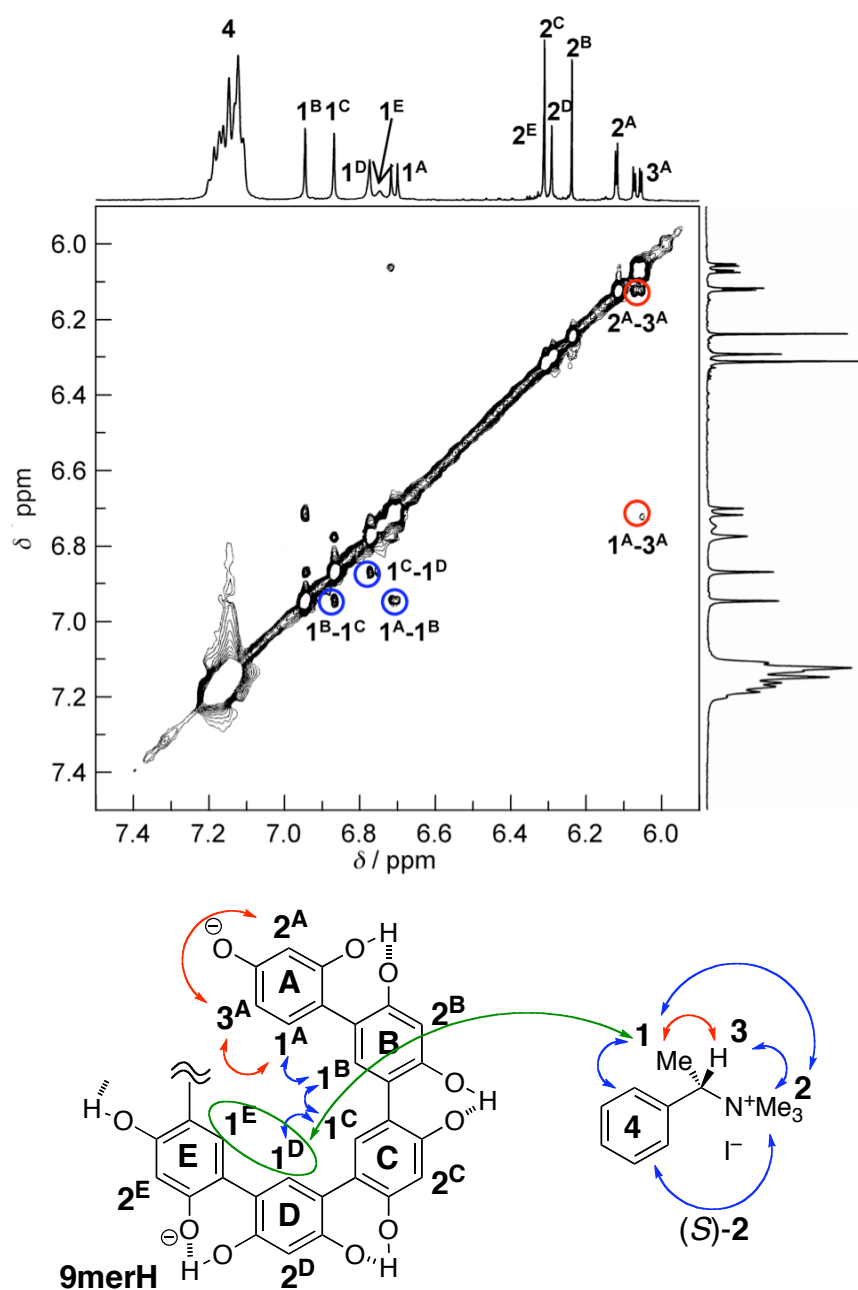 4 1ᴮ 1ᶜ 1ᴱ 2ᶜ 2ᴮ
1ᴰ 1ᴬ 2ᴱ 2ᴰ 2ᴬ 3ᴬ
6.0
6.2
6.4
6.6
6.8
7.0
7.2
7.4
δ ppm
2ᴬ-3ᴬ
1ᴬ-3ᴬ
1ᶜ-1ᴰ
1ᴮ-1ᶜ 1ᴬ-1ᴮ
7.4 7.2 7.0 6.8 6.6 6.4 6.2 6.0
δ / ppm
⊖ 2ᴬ H
O A O O
3ᴬ 2ᴮ
1ᴬ B
1ᴮ O
H O 1ᴱ 1ᶜ O H
E 1ᴰ C
2ᴱ D 2ᶜ
⊖ O O O O
H O 2ᴰ H
9merH
1 3
Me H
2
4 N⁺Me₃
I⁻
(S)-2